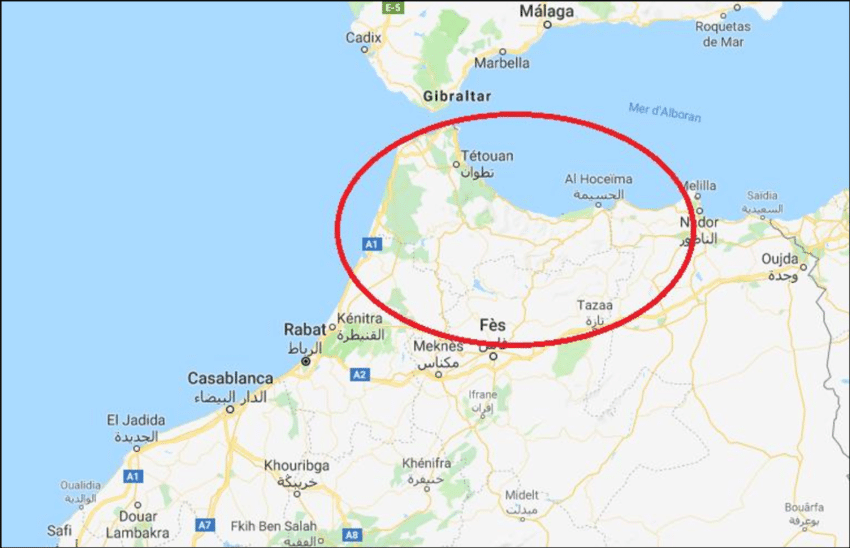 E-5
Málaga
Roquetas
de Mar
Cadix
Marbella
Gibraltar
Mer d'Alboran
Tétouan
تطوان
Al Hoceïma
الحسيمة
Melilla
Saïdia
السعيدية
Nador
الناظور
A1
Oujda
وجدة
Tazaa
تازة
Kénitra
القنيطرة
Rabat
الرباط
Fès
فاس
Meknès
مكناس
A2
Casablanca
الدار البيضاء
Ifrane
إفران
El Jadida
الجديدة
Khouribga
خريبكة
Khénifra
خنيفرة
A1
Oualidia
الوالدية
Midelt
ميدلت
Bouârfa
بوعرفة
Safi
Douar
Lambakra
A7
Fkih Ben Salah
الفقيه
A8